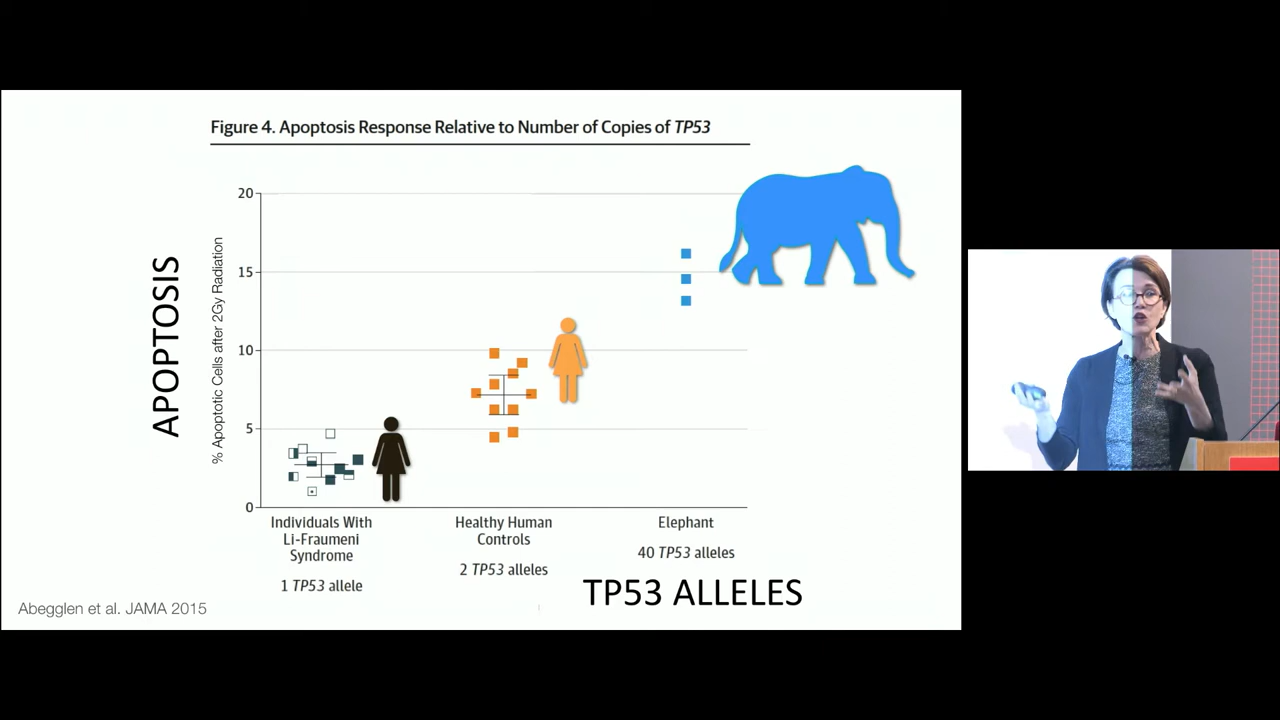 Figure 4. Apoptosis Response Relative to Number of Copies of TP53
APOPTOSIS
% Apoptotic Cells after 2Gy Radiation
20
15
10
5
0
Individuals With
Li-Fraumeni
Syndrome
1 TP53 allele
Healthy Human
Controls
2 TP53 alleles
Elephant
40 TP53 alleles
TP53 ALLELES
Abegglen et al. JAMA 2015